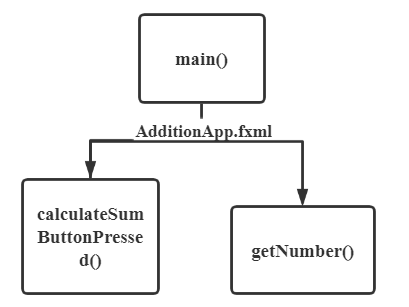 main()
AdditionApp.fxml
calculateSum
ButtonPresse
d()
getNumber()